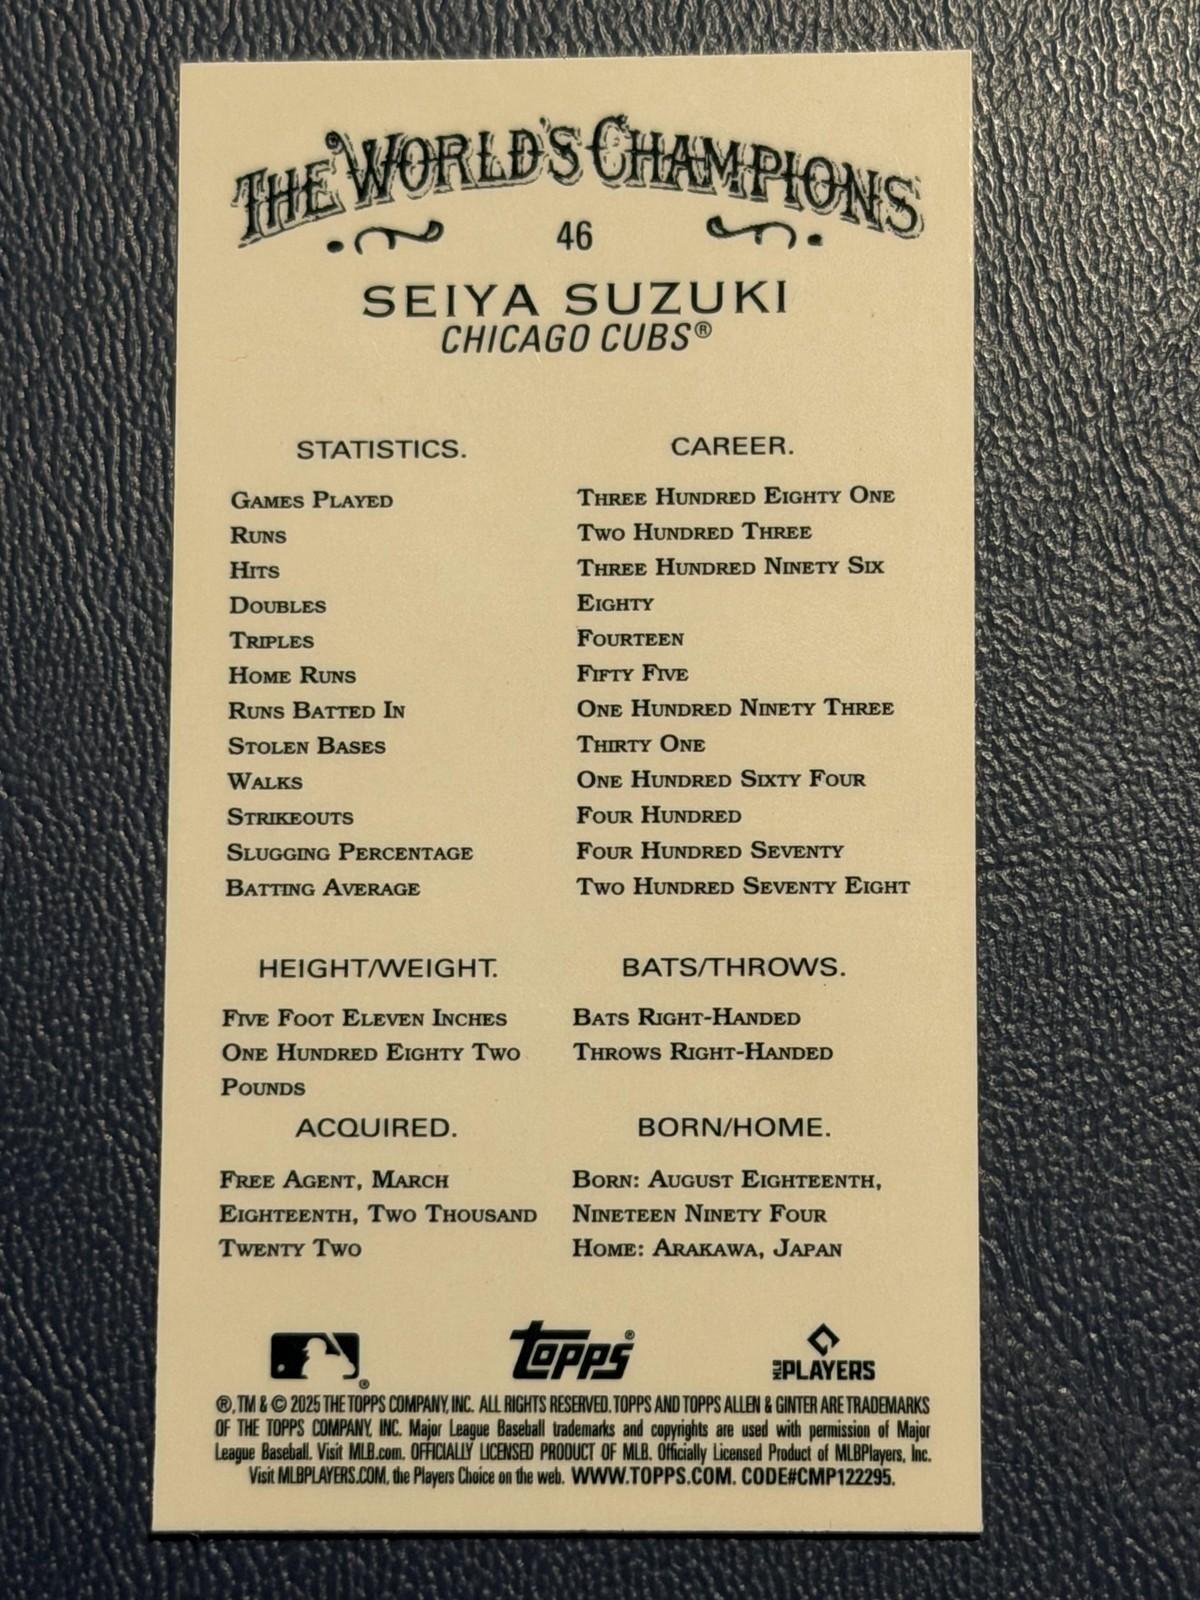 THE WORLD'S CHAMPIONS
46
SEIYA SUZUKI
CHICAGO CUBS®
STATISTICS. CAREER.
GAMES PLAYED THREE HUNDRED EIGHTY ONE
RUNS TWO HUNDRED THREE
HITS THREE HUNDRED NINETY SIX
DOUBLES EIGHTY
TRIPLES FOURTEEN
HOME RUNS FIFTY FIVE
RUNS BATTED IN ONE HUNDRED NINETY THREE
STOLEN BASES THIRTY ONE
WALKS ONE HUNDRED SIXTY FOUR
STRIKEOUTS FOUR HUNDRED
SLUGGING PERCENTAGE FOUR HUNDRED SEVENTY
BATTING AVERAGE TWO HUNDRED SEVENTY EIGHT
HEIGHT/WEIGHT.
FIVE FOOT ELEVEN INCHES
ONE HUNDRED EIGHTY TWO
POUNDS
BATS/THROWS.
BATS RIGHT-HANDED
THROWS RIGHT-HANDED
ACQUIRED.
FREE AGENT, MARCH
EIGHTEENTH, TWO THOUSAND
TWENTY TWO
BORN/HOME.
BORN: AUGUST EIGHTEENTH,
NINETEEN NINETY FOUR
HOME: ARAKAWA, JAPAN
® Topps® MLB PLAYERS
®, TM & © 2025 THE TOPPS COMPANY, INC. ALL RIGHTS RESERVED. TOPPS AND TOPPS ALLEN & GINTER ARE TRADEMARKS
OF THE TOPPS COMPANY, INC. Major League Baseball trademarks and copyrights are used with permission of Major
League Baseball. Visit MLB.com. OFFICIALLY LICENSED PRODUCT OF MLB. Officially Licensed Product of MLBPlayers, Inc.
Visit MLBPLAYERS.COM, the Players Choice on the web. WWW.TOPPS.COM. CODE#CMP122295.